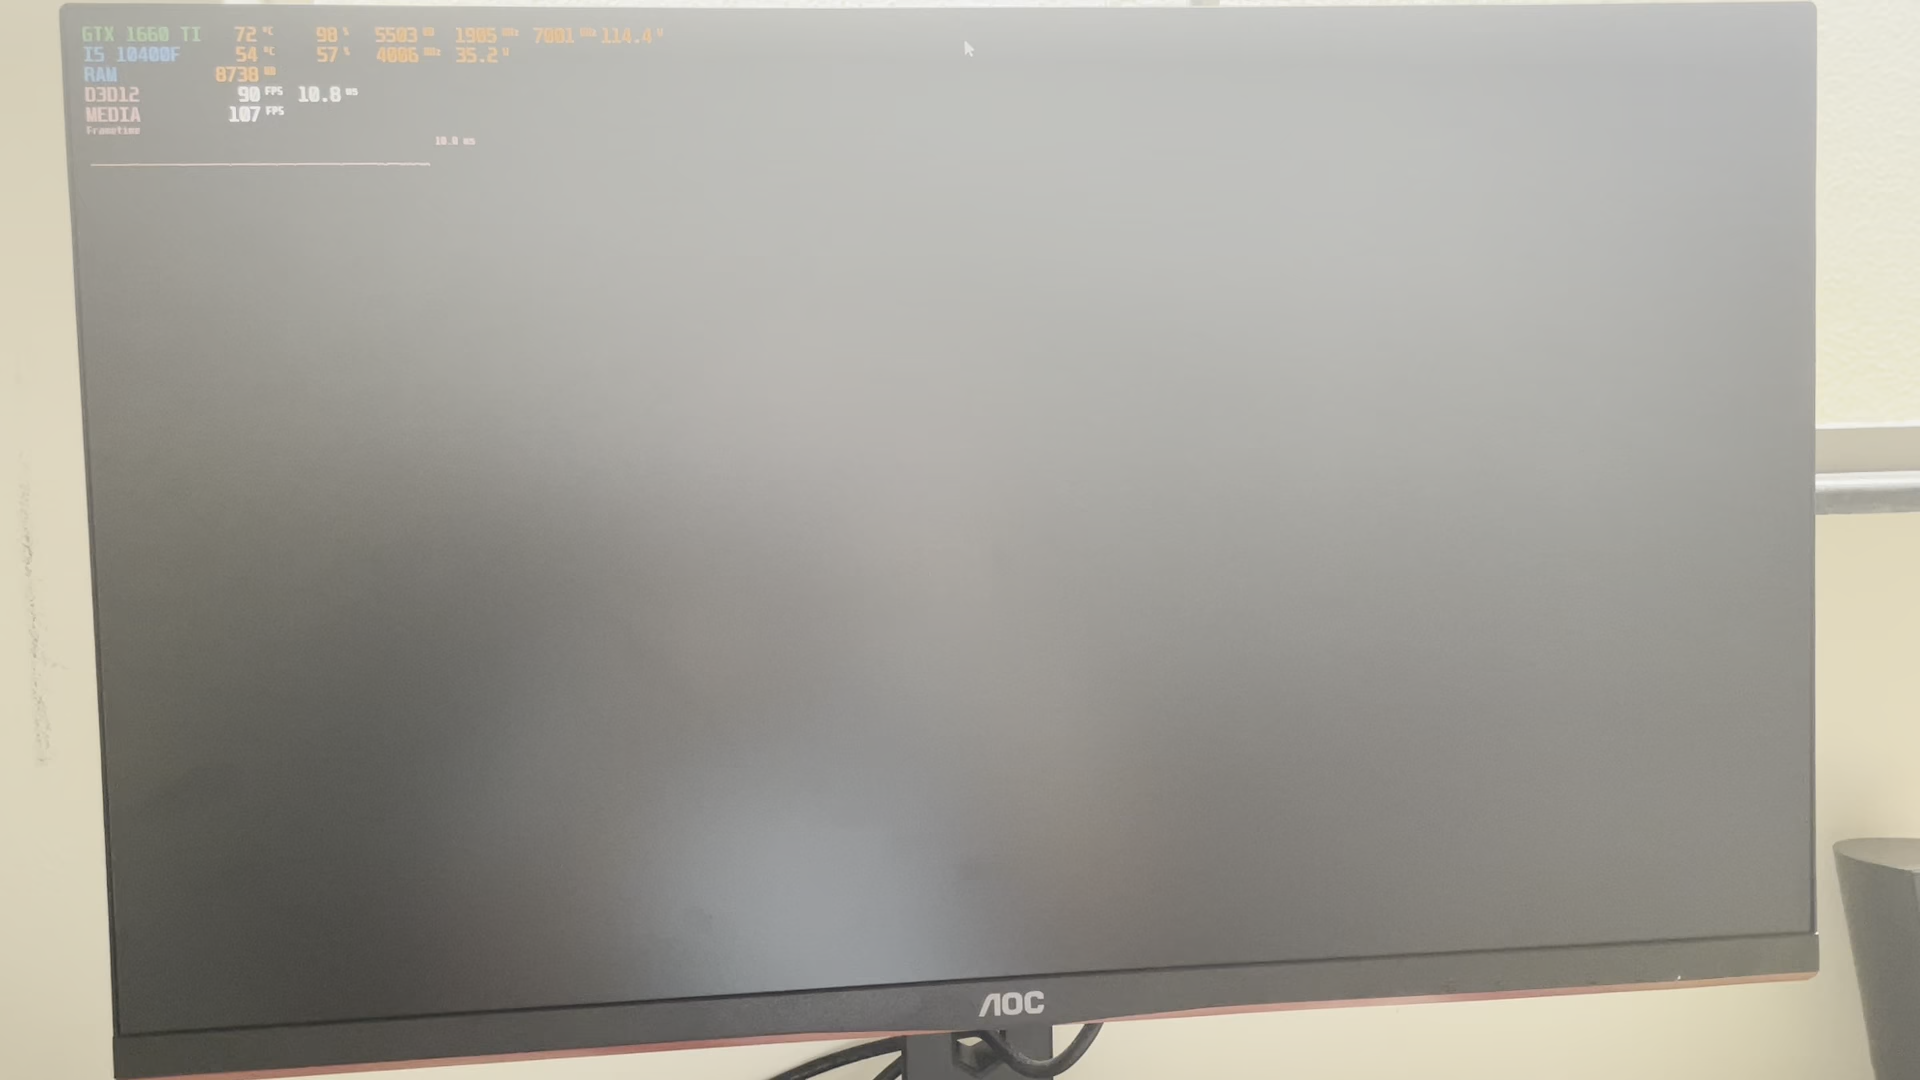 GTX 1660 TI 72 °C 98 % 5503 MB 1905 MHz 7001 MHz 114.4 W
I5 10400F 54 °C 57 % 4006 MHz 35.2 W
RAM 8738 MB
D3D12 90 FPS 10.8 ms
MEDIA 107 FPS
Frametime
10.8 ms
AOC